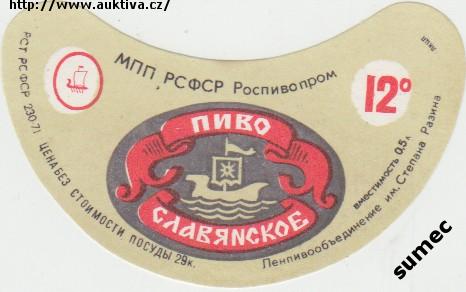 http://www.auktiva.cz/
МПП РСФСР Роспивопром
12°
ПИВО
СЛАВЯНСКОЕ
РСТ РСФСР 230-71
ЦЕНА БЕЗ СТОИМОСТИ ПОСУДЫ 29к.
вместимость 0,5л
Ленпивообъединение им. Степана Разина
sumec